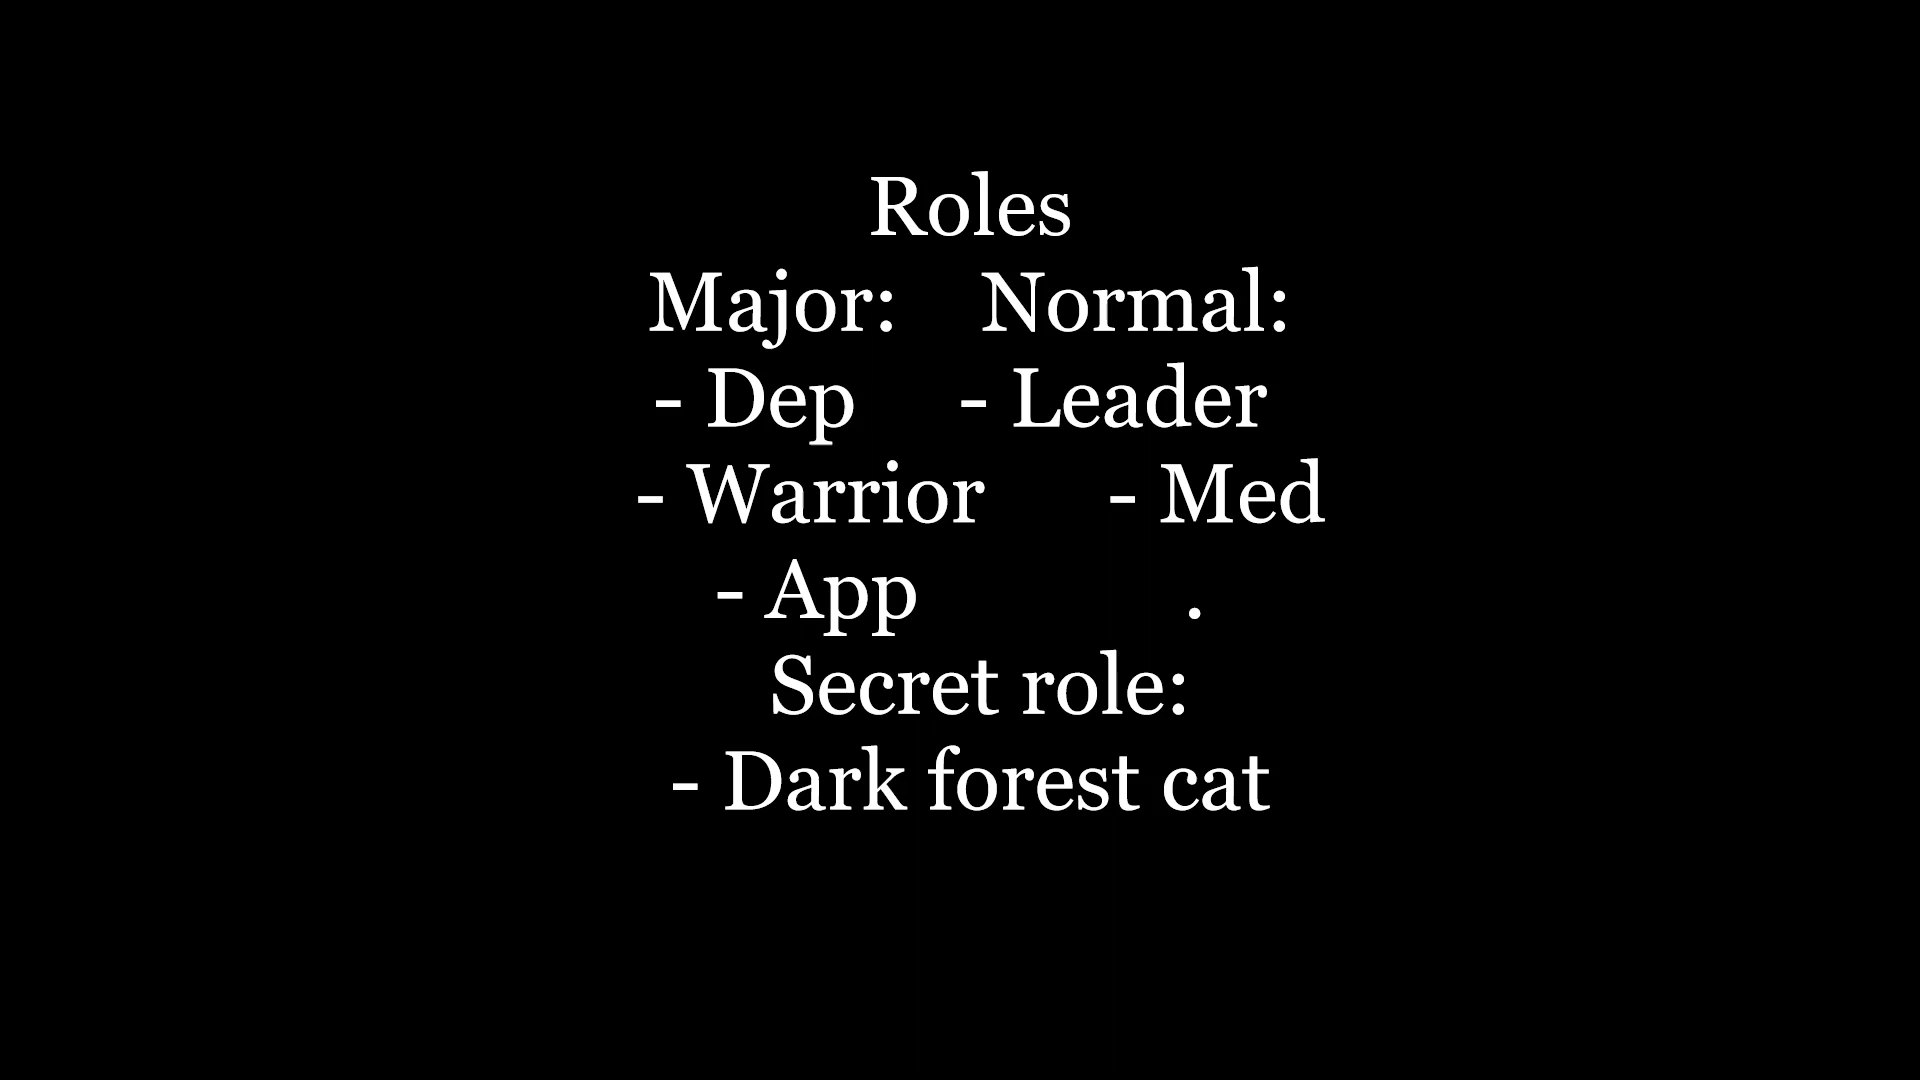 Roles
Major: Normal:
- Dep - Leader
- Warrior - Med
- App .
Secret role:
- Dark forest cat